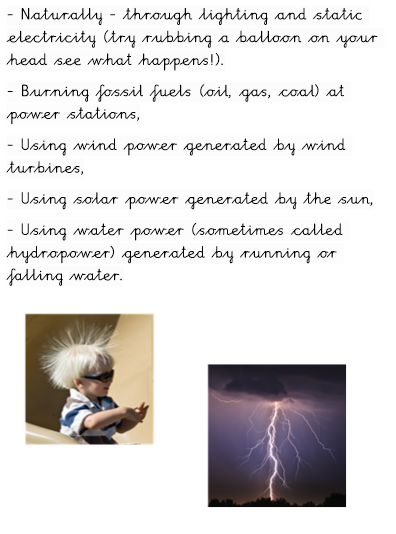 - Naturally - through lighting and static
electricity (try rubbing a balloon on your
head see what happens!).
- Burning fossil fuels (oil, gas, coal) at
power stations,
- Using wind power generated by wind
turbines,
- Using solar power generated by the sun,
- Using water power (sometimes called
hydropower) generated by running or
falling water.